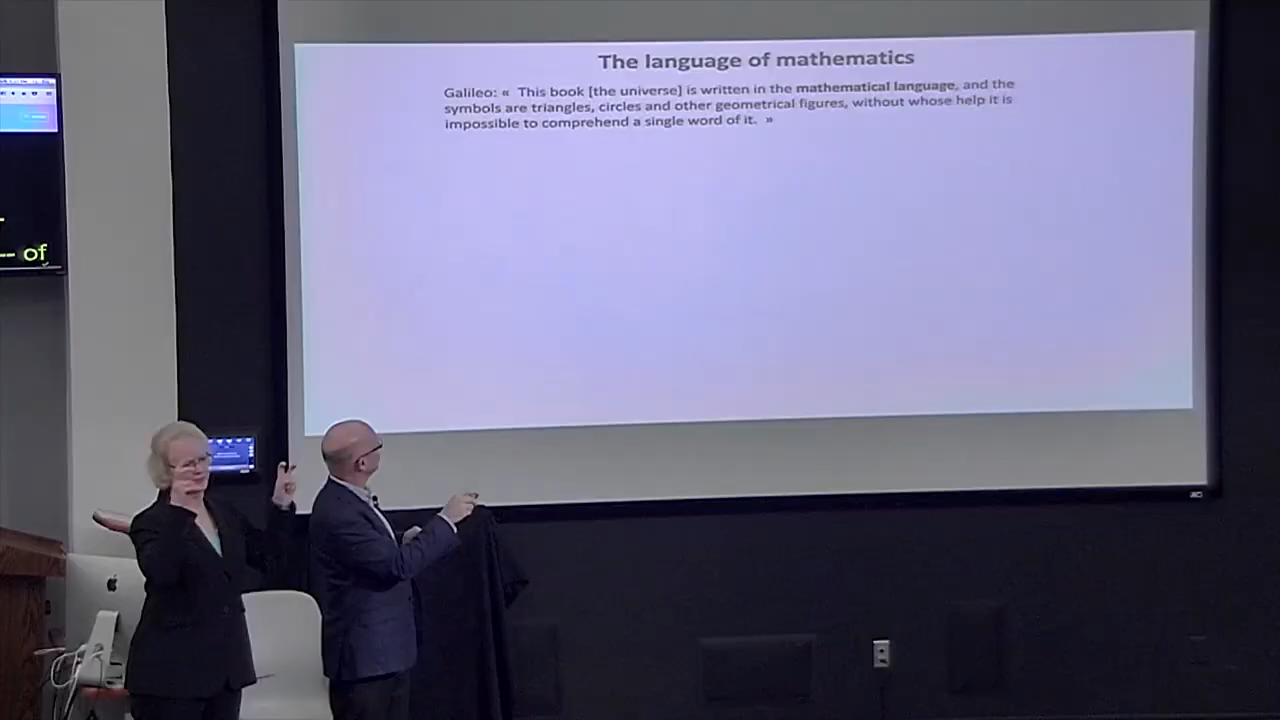 The language of mathematics
Galileo: « This book [the universe] is written in the mathematical language, and the
symbols are triangles, circles and other geometrical figures, without whose help it is
impossible to comprehend a single word of it. »
-- of